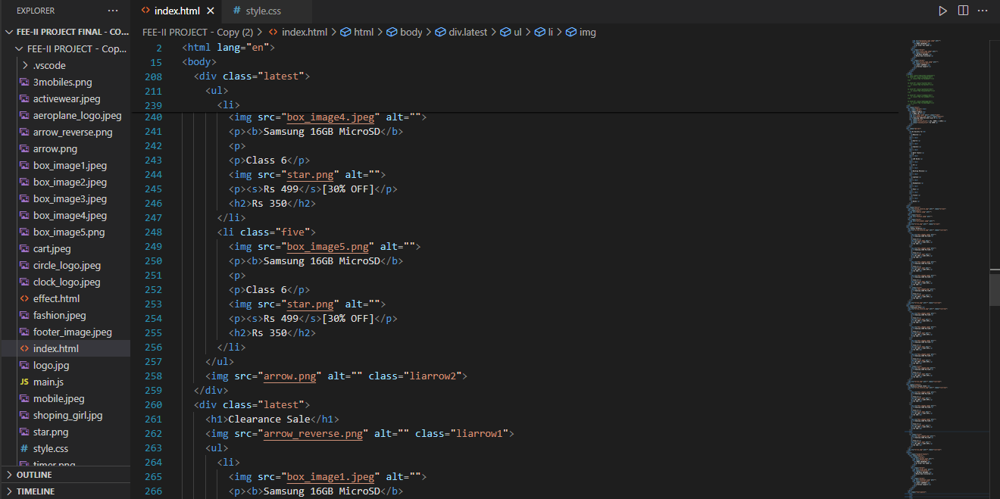 EXPLORER ···
index.html
# style.css
FEE-II PROJECT FINAL - CO...
FEE-II PROJECT - Cop...
.vscode
3mobiles.png
activewear.jpeg
aeroplane_logo.jpeg
arrow_reverse.png
arrow.png
box_image1.jpeg
box_image2.jpeg
box_image3.jpeg
box_image4.jpeg
box_image5.png
cart.jpeg
circle_logo.jpeg
clock_logo.jpeg
<> effect.html
fashion.jpeg
footer_image.jpeg
<> index.html
logo.jpg
JS main.js
mobile.jpeg
shoping_girl.jpg
star.png
# style.css
timer.png
OUTLINE
TIMELINE
FEE-II PROJECT - Copy (2) > <> index.html > html > body > div.latest > ul > li > img
2 <html lang="en">
15 <body>
208 <div class="latest">
211 <ul>
239 <li>
240 <img src="box_image4.jpeg" alt="">
241 <p><b>Samsung 16GB MicroSD</b>
242 <p>
243 <p>Class 6</p>
244 <img src="star.png" alt="">
245 <p><s>Rs 499</s>[30% OFF]</p>
246 <h2>Rs 350</h2>
247 </li>
248 <li class="five">
249 <img src="box_image5.png" alt="">
250 <p><b>Samsung 16GB MicroSD</b>
251 <p>
252 <p>Class 6</p>
253 <img src="star.png" alt="">
254 <p><s>Rs 499</s>[30% OFF]</p>
255 <h2>Rs 350</h2>
256 </li>
257 </ul>
258 <img src="arrow.png" alt="" class="liarrow2">
259 </div>
260 <div class="latest">
261 <h1>Clearance Sale</h1>
262 <img src="arrow_reverse.png" alt="" class="liarrow1">
263 <ul>
264 <li>
265 <img src="box_image1.jpeg" alt="">
266 <p><b>Samsung 16GB MicroSD</b>